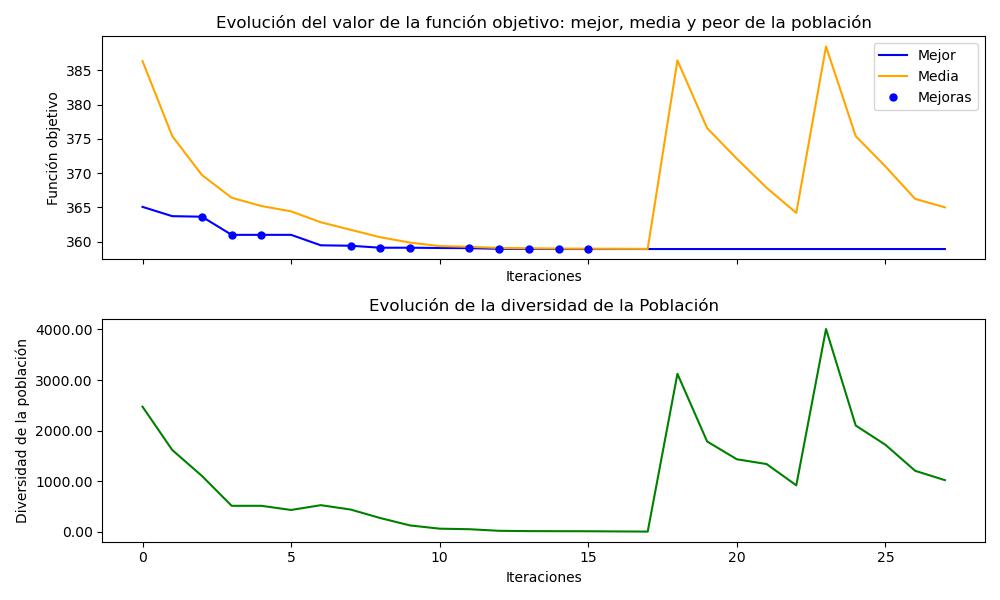 Evolución del valor de la función objetivo: mejor, media y peor de la población
Función objetivo
385
380
375
370
365
360
Mejor
Media
Mejoras
Iteraciones
Evolución de la diversidad de la Población
Diversidad de la población
4000.00
3000.00
2000.00
1000.00
0.00
0 5 10 15 20 25
Iteraciones